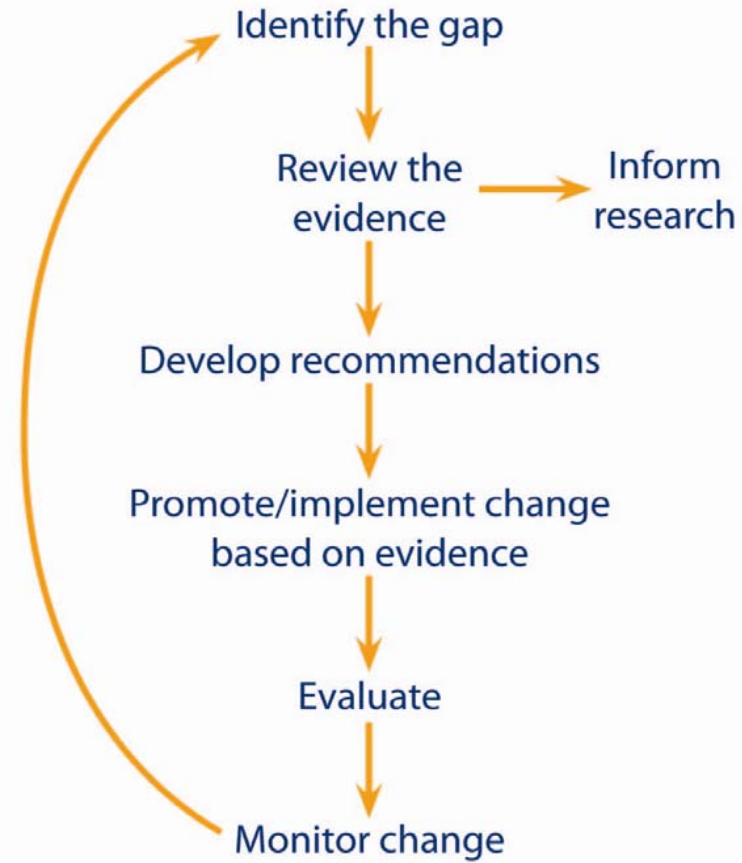 Identify the gap
Review the
evidence
Inform
research
Develop recommendations
Promote/implement change
based on evidence
Evaluate
Monitor change